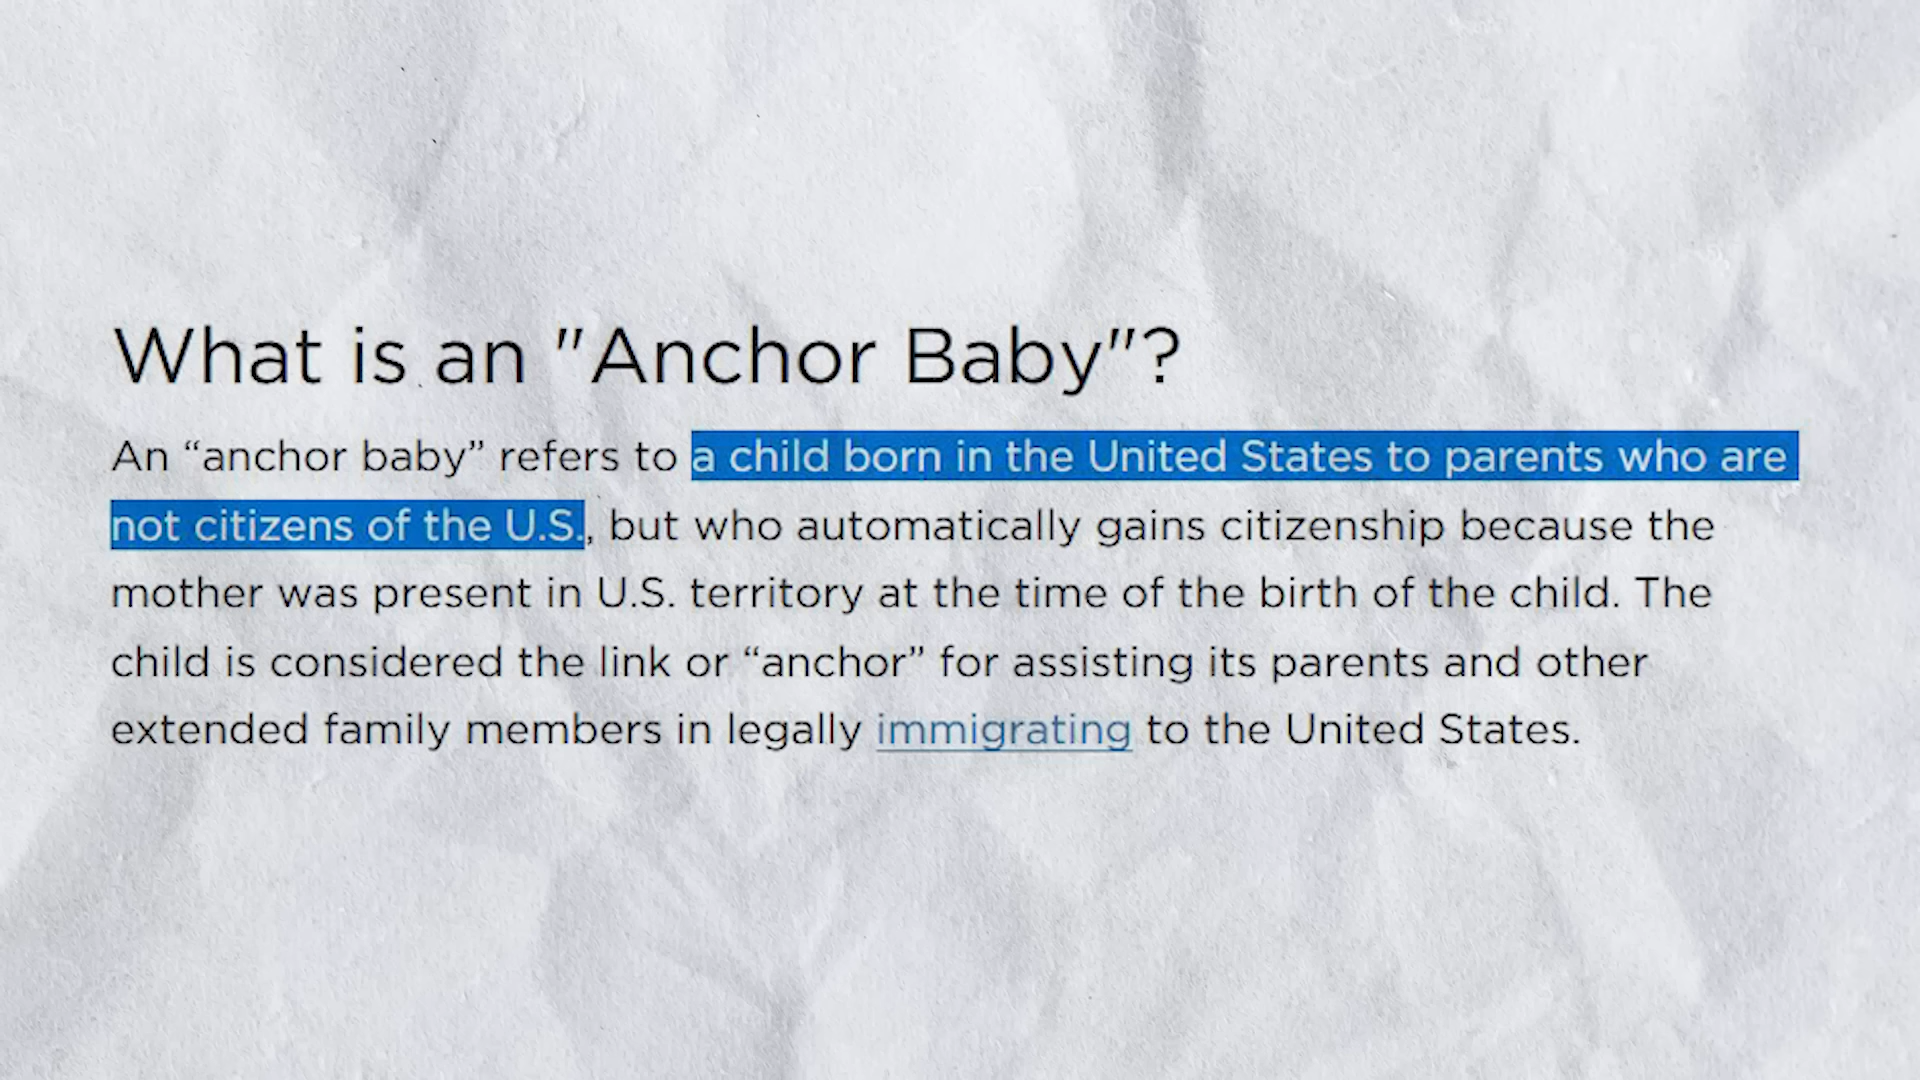 What is an "Anchor Baby"?
An “anchor baby” refers to a child born in the United States to parents who are
not citizens of the U.S., but who automatically gains citizenship because the
mother was present in U.S. territory at the time of the birth of the child. The
child is considered the link or “anchor” for assisting its parents and other
extended family members in legally immigrating to the United States.